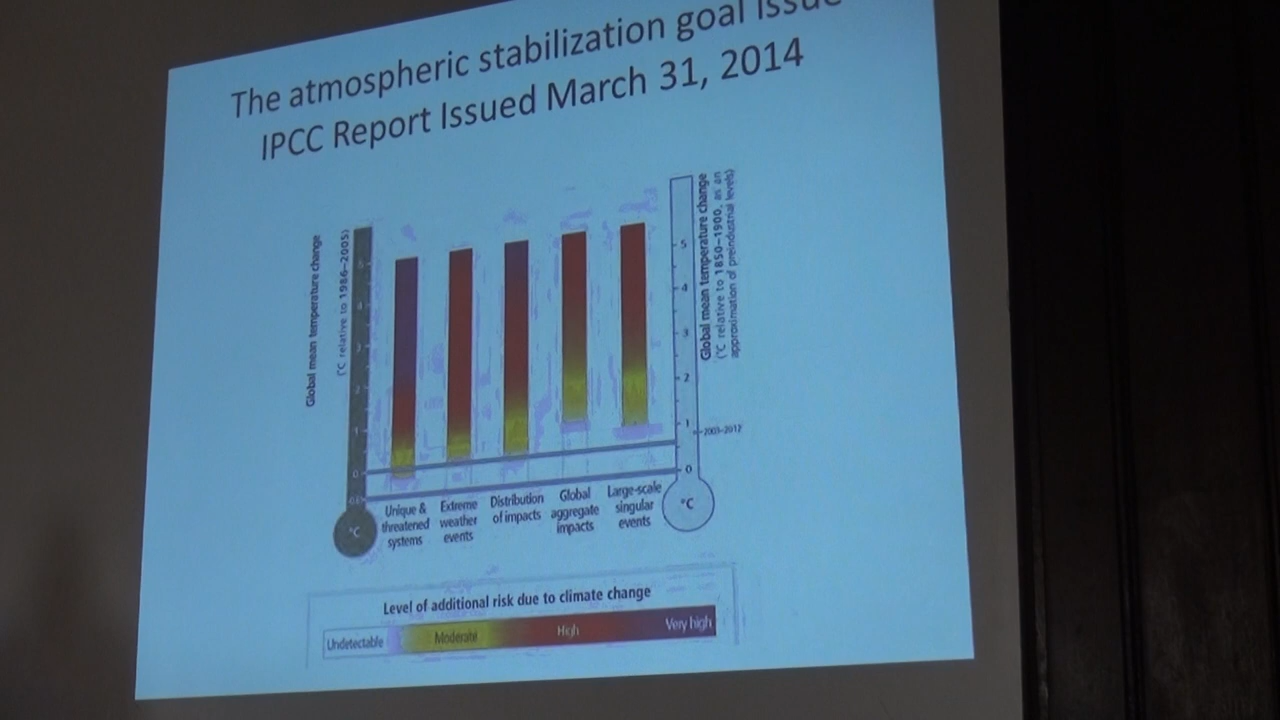 The atmospheric stabilization goal issue
IPCC Report Issued March 31, 2014
Global mean temperature change
(°C relative to 1986–2005)
Global mean temperature change
(°C relative to 1850–1900, as an
approximation of preindustrial levels)
5
4
3
2
1
0
2003–2012
°C
°C
Unique &
threatened
systems
Extreme
weather
events
Distribution
of impacts
Global
aggregate
impacts
Large-scale
singular
events
Level of additional risk due to climate change
Undetectable Moderate High Very high